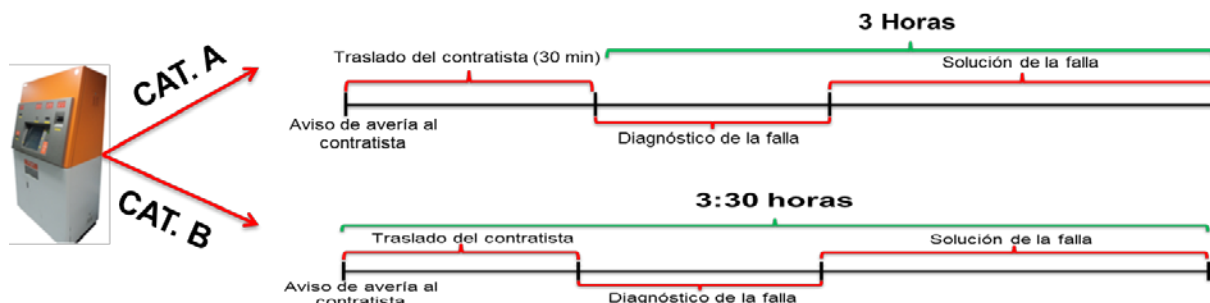 CAT. A
3 Horas
Traslado del contratista (30 min)
Solución de la falla
Aviso de avería al
contratista
Diagnóstico de la falla
CAT. B
3:30 horas
Traslado del contratista
Solución de la falla
Aviso de avería al
contratista
Diagnóstico de la falla